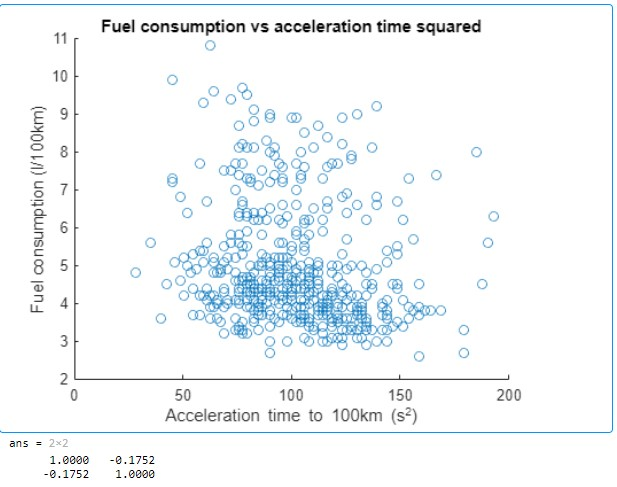 Fuel consumption vs acceleration time squared
11
10
9
8
7
6
5
4
3
2
Fuel consumption (l/100km)
0 50 100 150 200
Acceleration time to 100km (s²)
ans = 2×2
1.0000 -0.1752
-0.1752 1.0000